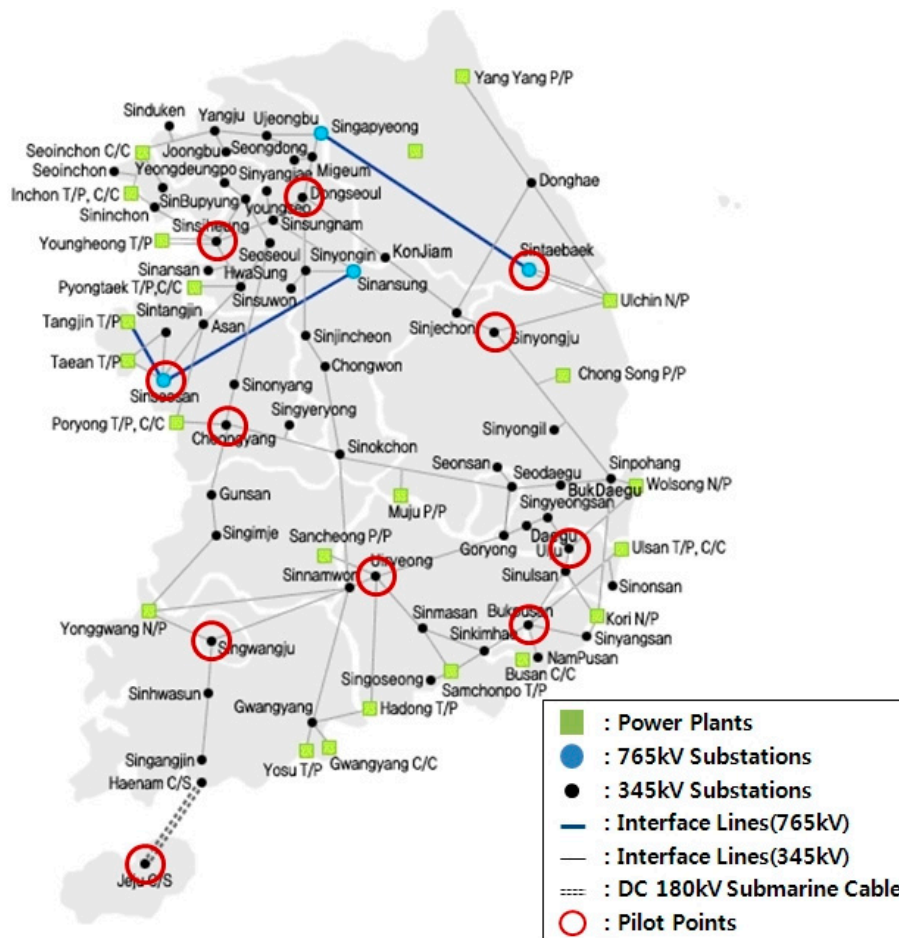 Yang Yang P/P
Sinduken
Yangju
Ujeongbu
Singapyeong
Seoinchon C/C
Joongbu
Seongdong
Migeum
Seoinchon
Yeongdeungpo
Sinyangjae
Donghae
Inchon T/P, C/C
SinBupyung
youngseo
Dongseoul
Sininchon
Sinsiheung
Sinsungnam
Youngheong T/P
Seoseoul
Sinyongin
KonJiam
Sintaebaek
Sinansan
HwaSung
Sinansung
Pyongtaek T/P,C/C
Sinsuwon
Ulchin N/P
Sintangjin
Tangjin T/P
Asan
Sinjincheon
Sinjechon
Sinyongju
Taean T/P
Chongwon
Sinseosan
Sinonyang
Chong Song P/P
Singyeryong
Poryong T/P, C/C
Cheongyang
Sinyongil
Sinokchon
Seonsan
Seodaegu
Sinpohang
BukDaegu
Wolsong N/P
Gunsan
Muju P/P
Singyeongsan
Singimje
Sancheong P/P
Goryong
Daegu
Ulju
Ulsan T/P, C/C
Uiryeong
Sinnamwon
Sinulsan
Sinonsan
Yonggwang N/P
Sinmasan
Bukpusan
Kori N/P
Singwangju
Sinkimhae
Sinyangsan
NamPusan
Busan C/C
Sinhwasun
Singoseong
Samchonpo T/P
Gwangyang
Hadong T/P
Singangjin
Yosu T/P
Gwangyang C/C
Haenam C/S
Jeju C/S
: Power Plants
: 765kV Substations
: 345kV Substations
: Interface Lines(765kV)
: Interface Lines(345kV)
: DC 180kV Submarine Cable
: Pilot Points